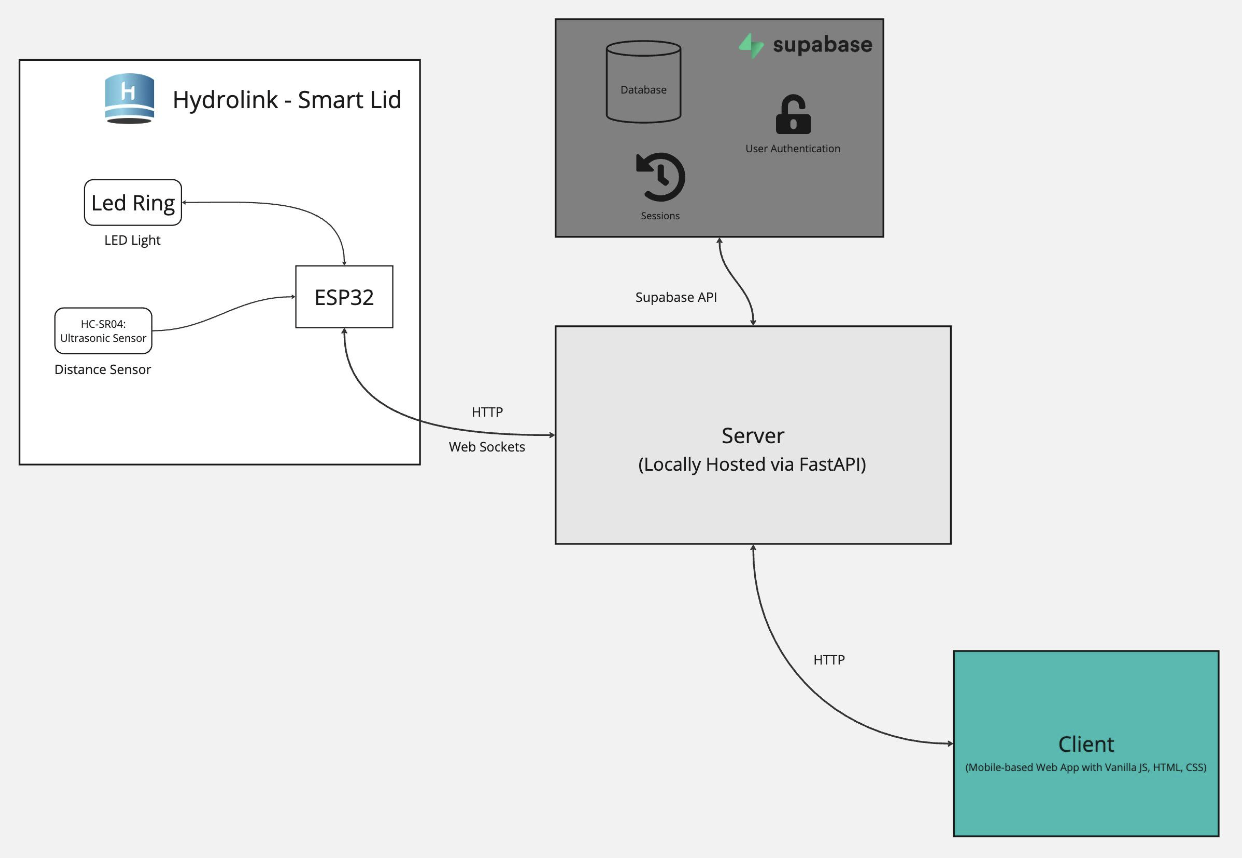 H
Hydrolink - Smart Lid
Led Ring
LED Light
ESP32
HC-SR04:
Ultrasonic Sensor
Distance Sensor
supabase
Database
User Authentication
Sessions
Supabase API
HTTP
Web Sockets
Server
(Locally Hosted via FastAPI)
HTTP
Client
(Mobile-based Web App with Vanilla JS, HTML, CSS)